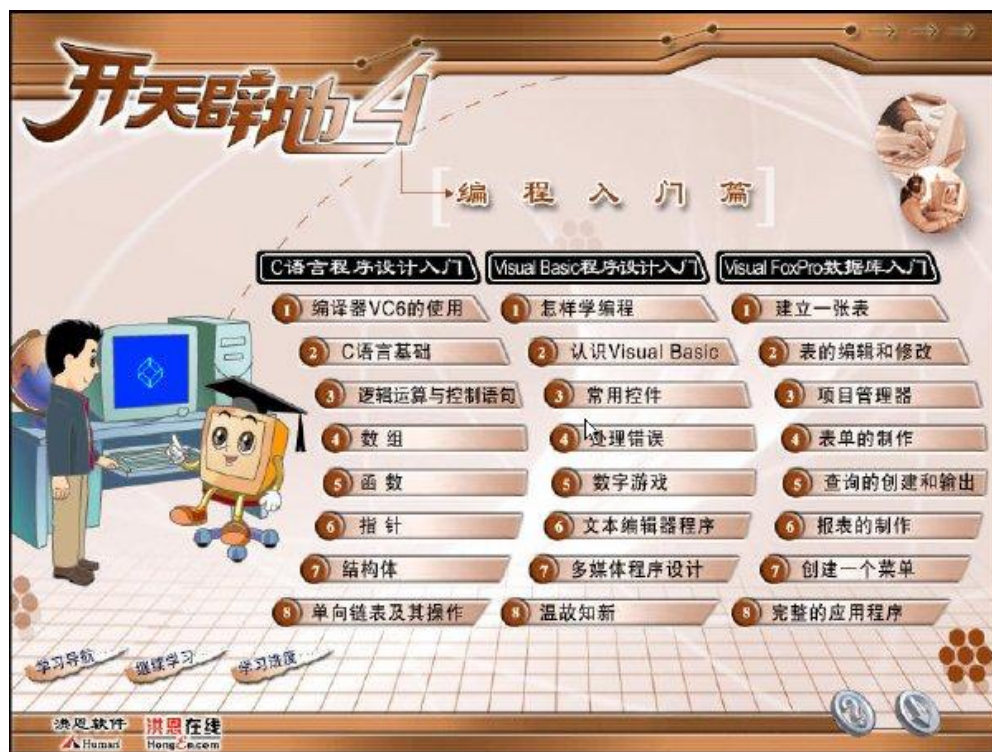 开天辟地4
编程入门篇
C语言程序设计入门
1 编译器VC6的使用
2 C语言基础
3 逻辑运算与控制语句
4 数组
5 函数
6 指针
7 结构体
8 单向链表及其操作
Visual Basic程序设计入门
1 怎样学编程
2 认识Visual Basic
3 常用控件
4 处理错误
5 数字游戏
6 文本编辑器程序
7 多媒体程序设计
8 温故知新
Visual FoxPro数据库入门
1 建立一张表
2 表的编辑和修改
3 项目管理器
4 表单的制作
5 查询的创建和输出
6 报表的制作
7 创建一个菜单
8 完整的应用程序
学习导航
继续学习
学习进度
洪恩软件
Human
洪恩在线
HongEn.com